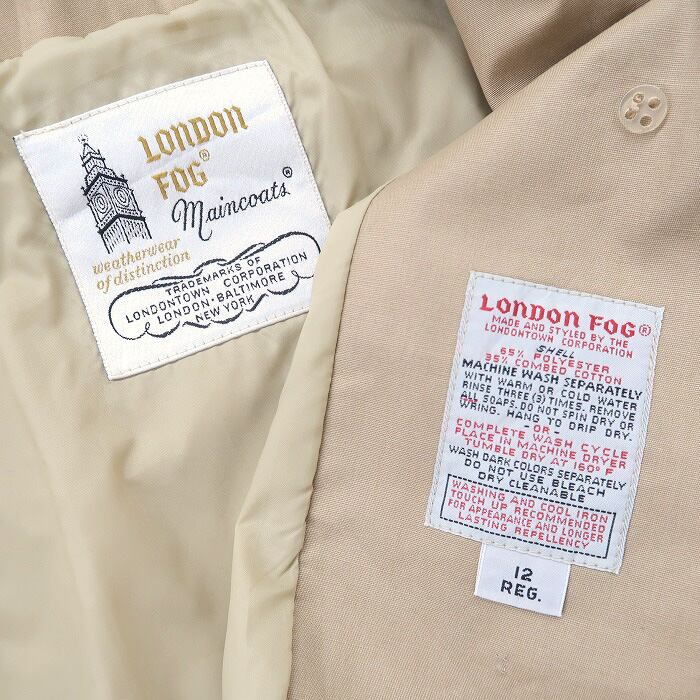 LONDON
FOG®
Maincoats®
weatherwear
of distinction
TRADEMARKS OF
LONDONTOWN CORPORATION
LONDON · BALTIMORE
NEW YORK
LONDON FOG®
MADE AND STYLED BY THE
LONDONTOWN CORPORATION
SHELL
65% POLYESTER
35% COMBED COTTON
MACHINE WASH SEPARATELY
WITH WARM OR COLD WATER
RINSE THREE (3) TIMES. REMOVE
ALL SOAPS. DO NOT SPIN DRY OR
WRING. HANG TO DRIP DRY.
- OR -
COMPLETE WASH CYCLE
PLACE IN MACHINE DRYER
TUMBLE DRY AT 160° F
WASH DARK COLORS SEPARATELY
DO NOT USE BLEACH
DRY CLEANABLE
WASHING AND COOL IRON
TOUCH UP RECOMMENDED
FOR APPEARANCE AND LONGER
LASTING REPELLENCY
12
REG.